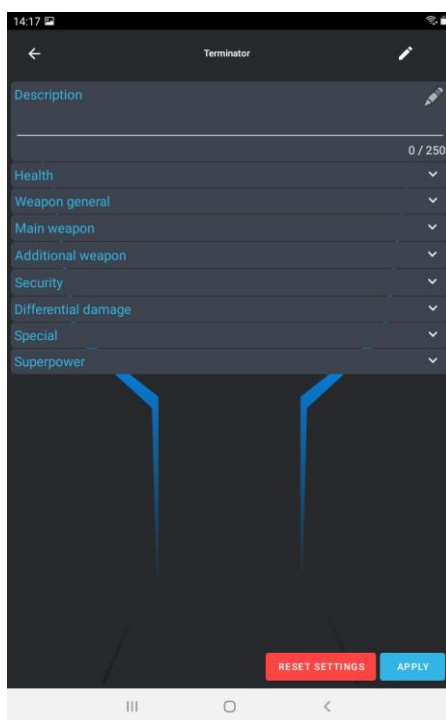 14:17
Terminator
Description
0 / 250
Health
Weapon general
Main weapon
Additional weapon
Security
Differential damage
Special
Superpower
RESET SETTINGS APPLY